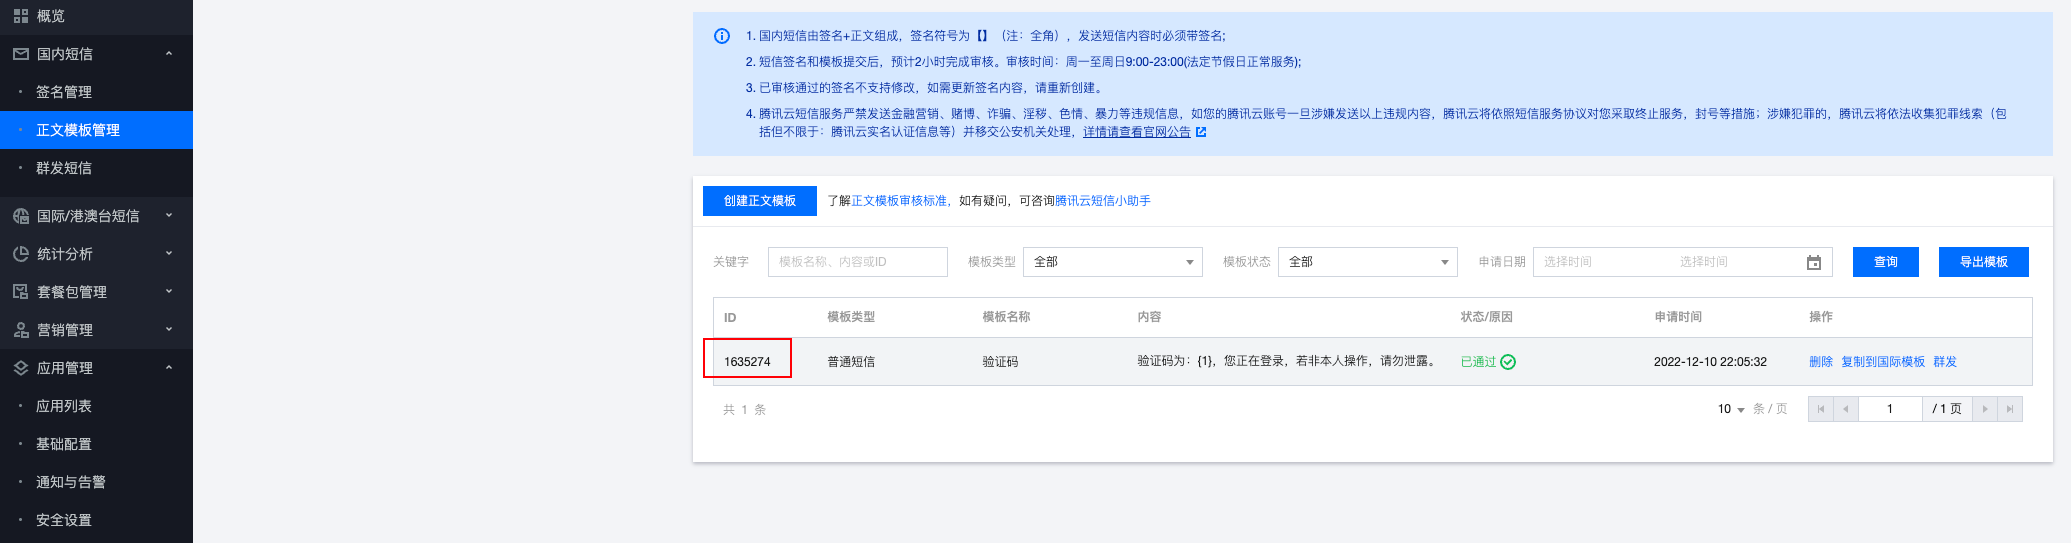 概览
国内短信
签名管理
正文模板管理
群发短信
国际/港澳台短信
统计分析
套餐包管理
营销管理
应用管理
应用列表
基础配置
通知与告警
安全设置
1. 国内短信由签名+正文组成，签名符号为【】（注：全角），发送短信内容时必须带签名;
2. 短信签名和模板提交后，预计2小时完成审核。审核时间：周一至周日9:00-23:00(法定节假日正常服务);
3. 已审核通过的签名不支持修改，如需更新签名内容，请重新创建。
4. 腾讯云短信服务严禁发送金融营销、赌博、诈骗、淫秽、色情、暴力等违规信息，如您的腾讯云账号一旦涉嫌发送以上违规内容，腾讯云将依照短信服务协议对您采取终止服务，封号等措施；涉嫌犯罪的，腾讯云将依法收集犯罪线索（包
括但不限于：腾讯云实名认证信息等）并移交公安机关处理，详情请查看官网公告
创建正文模板 了解正文模板审核标准，如有疑问，可咨询腾讯云短信小助手
关键字 模板名称、内容或ID 模板类型 全部 模板状态 全部 申请日期 选择时间 选择时间 查询 导出模板
ID 模板类型 模板名称 内容 状态/原因 申请时间 操作
1635274 普通短信 验证码 验证码为：{1}，您正在登录，若非本人操作，请勿泄露。 已通过 2022-12-10 22:05:32 删除 复制到国际模板 群发
共 1 条 10 条 / 页 1 / 1 页